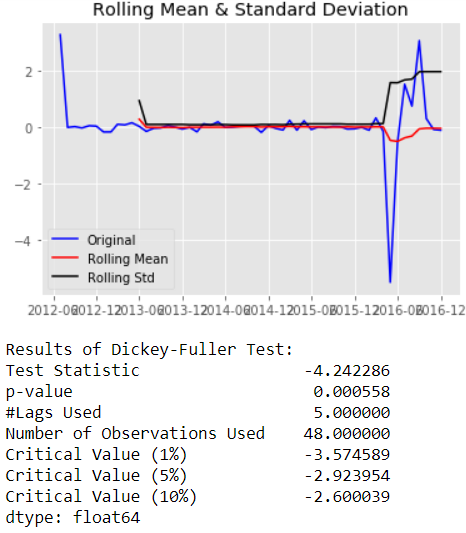 Rolling Mean & Standard Deviation
2
0
−2
−4
Original
Rolling Mean
Rolling Std
2012-06 2012-12 2013-06 2013-12 2014-06 2014-12 2015-06 2015-12 2016-06 2016-12
Results of Dickey-Fuller Test:
Test Statistic -4.242286
p-value 0.000558
#Lags Used 5.000000
Number of Observations Used 48.000000
Critical Value (1%) -3.574589
Critical Value (5%) -2.923954
Critical Value (10%) -2.600039
dtype: float64